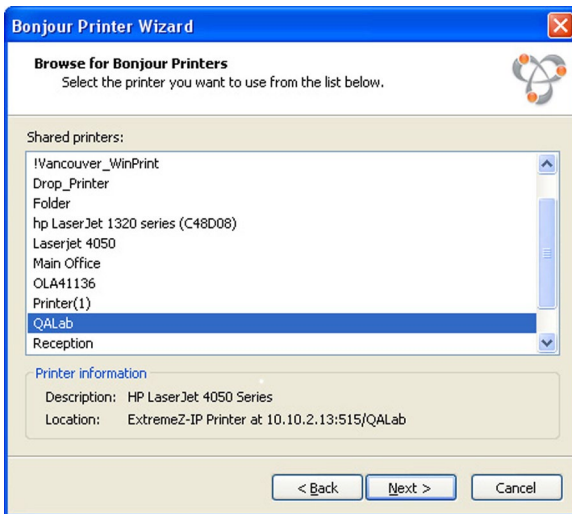 Bonjour Printer Wizard
Browse for Bonjour Printers
Select the printer you want to use from the list below.
Shared printers:
!Vancouver_WinPrint
Drop_Printer
Folder
hp LaserJet 1320 series (C48D08)
Laserjet 4050
Main Office
OLA41136
Printer(1)
QALab
Reception
Printer information
Description: HP LaserJet 4050 Series
Location: ExtremeZ-IP Printer at 10.10.2.13:515/QALab
< Back Next > Cancel